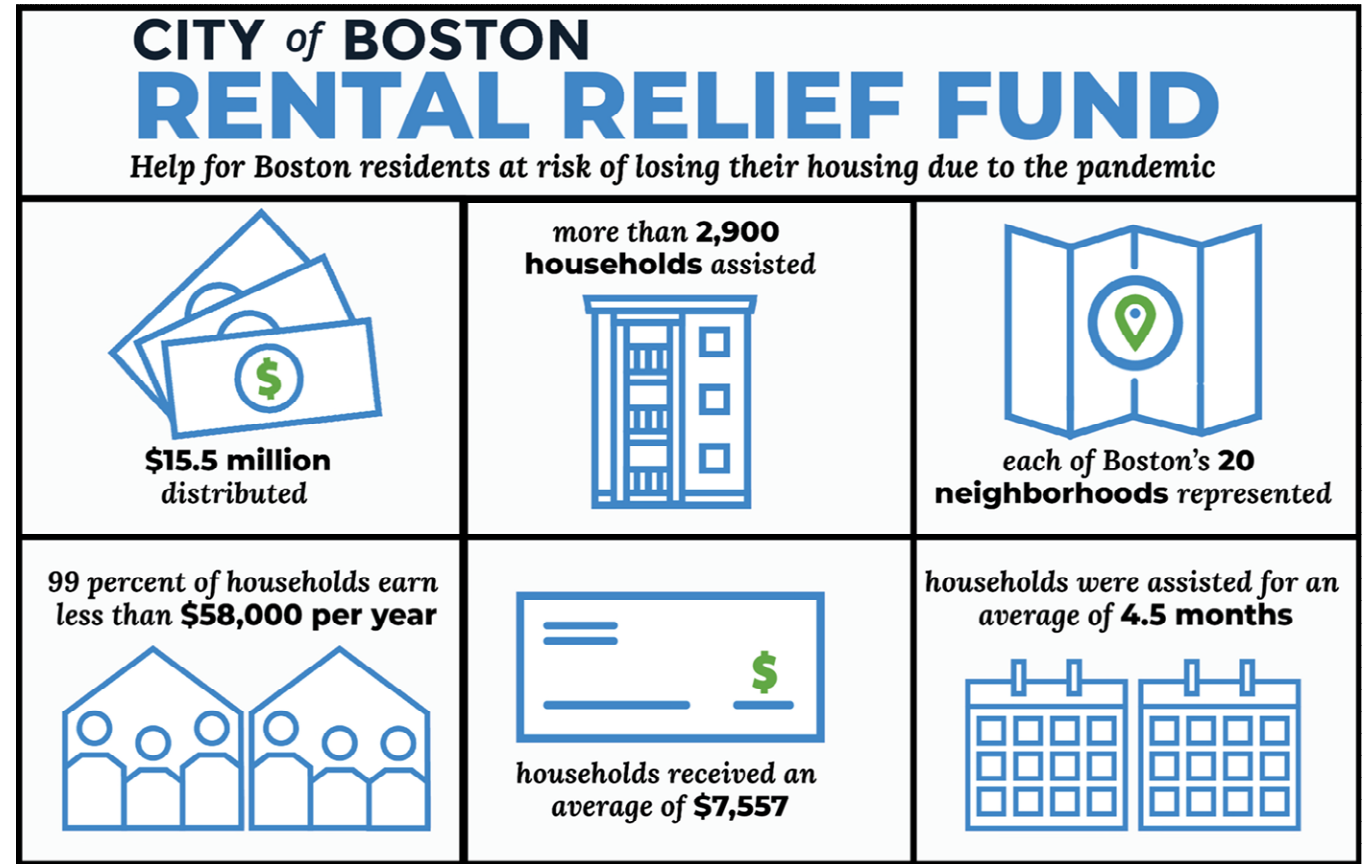 CITY of BOSTON
RENTAL RELIEF FUND
Help for Boston residents at risk of losing their housing due to the pandemic
$15.5 million
distributed
more than 2,900
households assisted
each of Boston's 20
neighborhoods represented
99 percent of households earn
less than $58,000 per year
households received an
average of $7,557
households were assisted for an
average of 4.5 months